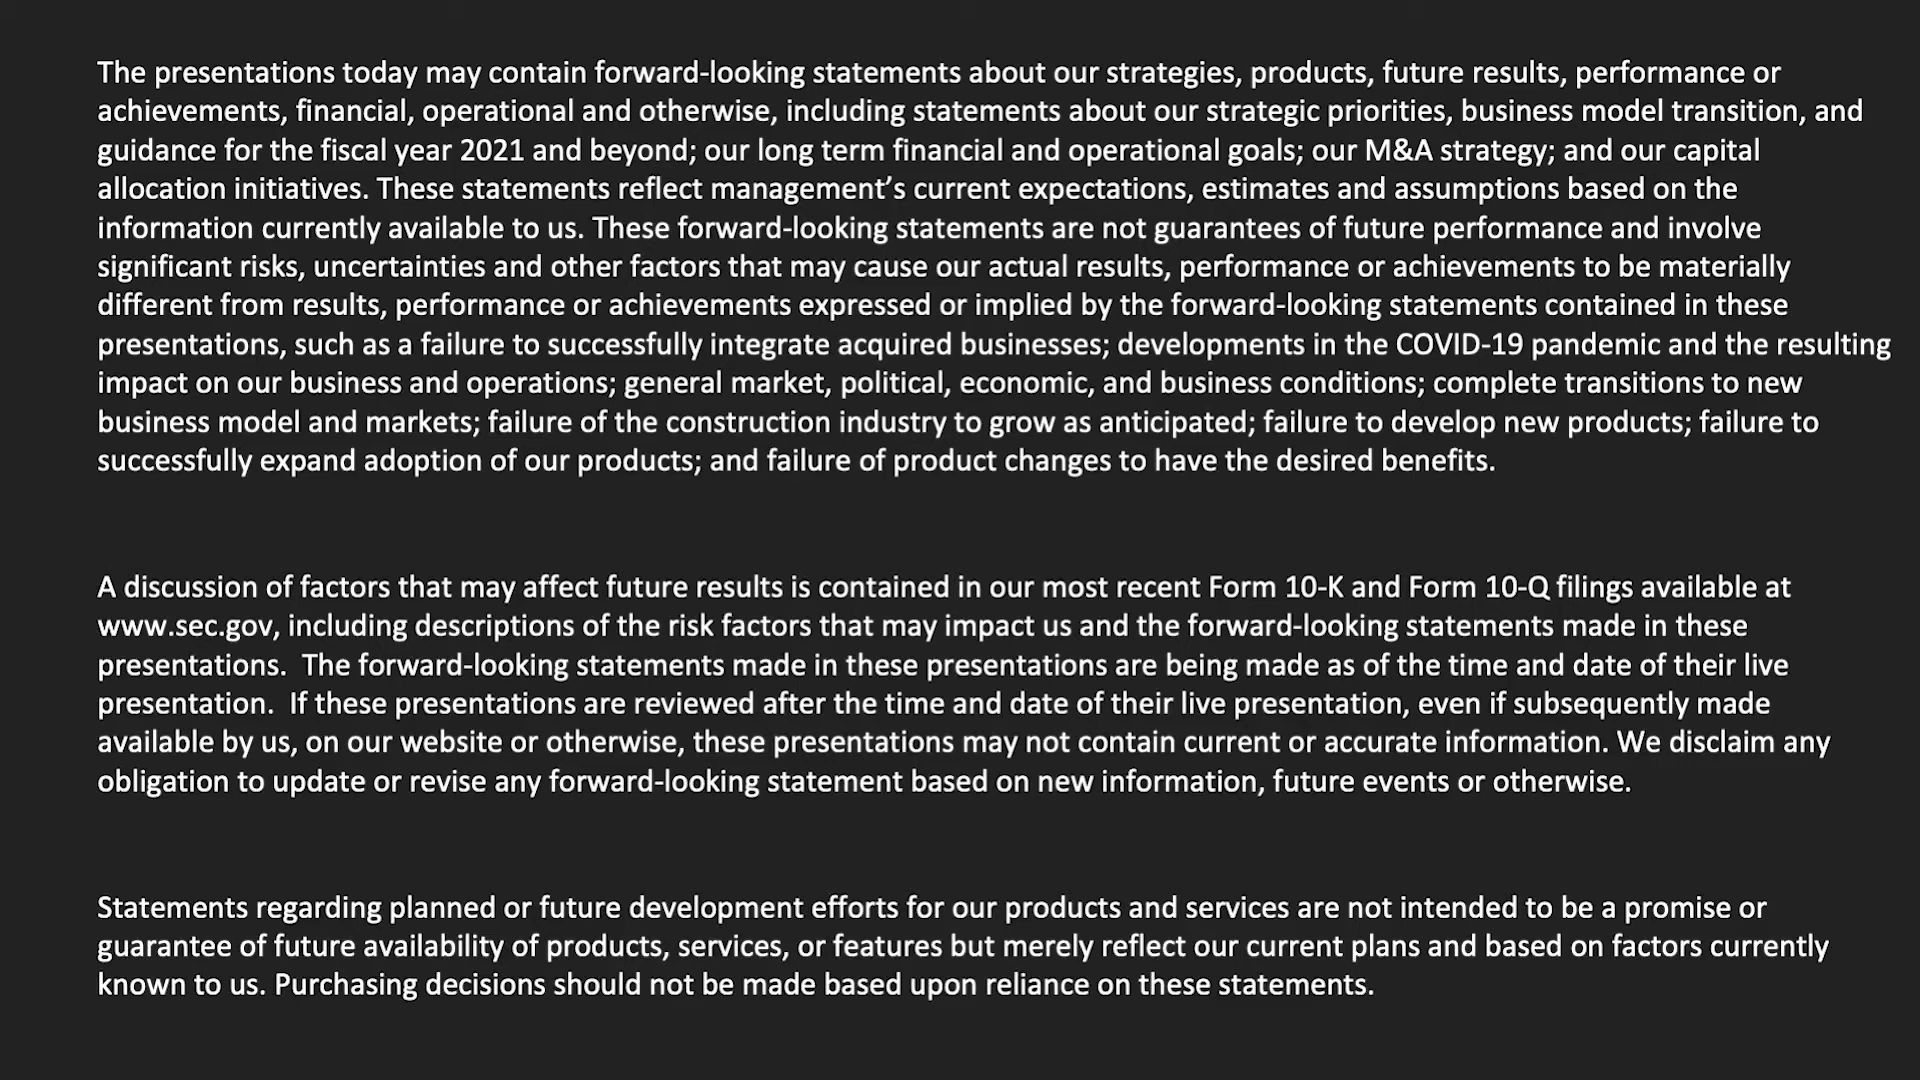 The presentations today may contain forward-looking statements about our strategies, products, future results, performance or
achievements, financial, operational and otherwise, including statements about our strategic priorities, business model transition, and
guidance for the fiscal year 2021 and beyond; our long term financial and operational goals; our M&A strategy; and our capital
allocation initiatives. These statements reflect management’s current expectations, estimates and assumptions based on the
information currently available to us. These forward-looking statements are not guarantees of future performance and involve
significant risks, uncertainties and other factors that may cause our actual results, performance or achievements to be materially
different from results, performance or achievements expressed or implied by the forward-looking statements contained in these
presentations, such as a failure to successfully integrate acquired businesses; developments in the COVID-19 pandemic and the resulting
impact on our business and operations; general market, political, economic, and business conditions; complete transitions to new
business model and markets; failure of the construction industry to grow as anticipated; failure to develop new products; failure to
successfully expand adoption of our products; and failure of product changes to have the desired benefits.
A discussion of factors that may affect future results is contained in our most recent Form 10-K and Form 10-Q filings available at
www.sec.gov, including descriptions of the risk factors that may impact us and the forward-looking statements made in these
presentations.  The forward-looking statements made in these presentations are being made as of the time and date of their live
presentation.  If these presentations are reviewed after the time and date of their live presentation, even if subsequently made
available by us, on our website or otherwise, these presentations may not contain current or accurate information. We disclaim any
obligation to update or revise any forward-looking statement based on new information, future events or otherwise.
Statements regarding planned or future development efforts for our products and services are not intended to be a promise or
guarantee of future availability of products, services, or features but merely reflect our current plans and based on factors currently
known to us. Purchasing decisions should not be made based upon reliance on these statements.